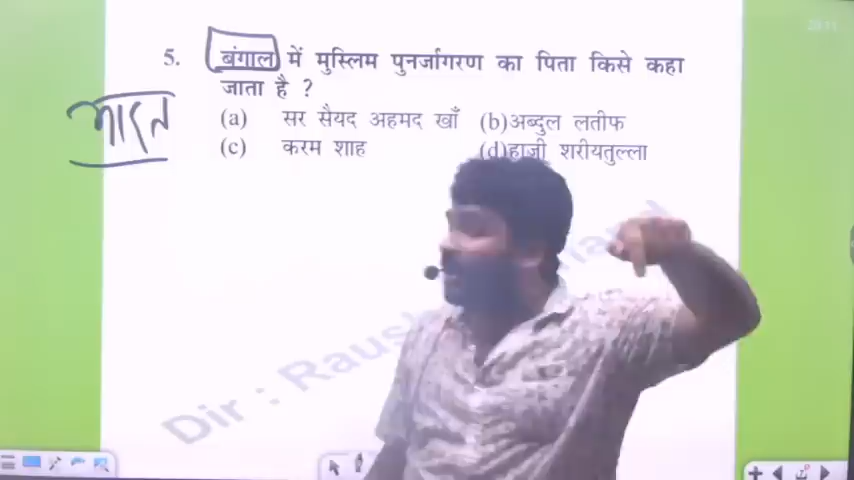 5. बंगाल में मुस्लिम पुनर्जागरण का पिता किसे कहा
जाता है ?
भारत
(a) सर सैयद अहमद खाँ (b)अब्दुल लतीफ
(c) करम शाह (d)हाजी शरीयतुल्ला
Dir : Raus